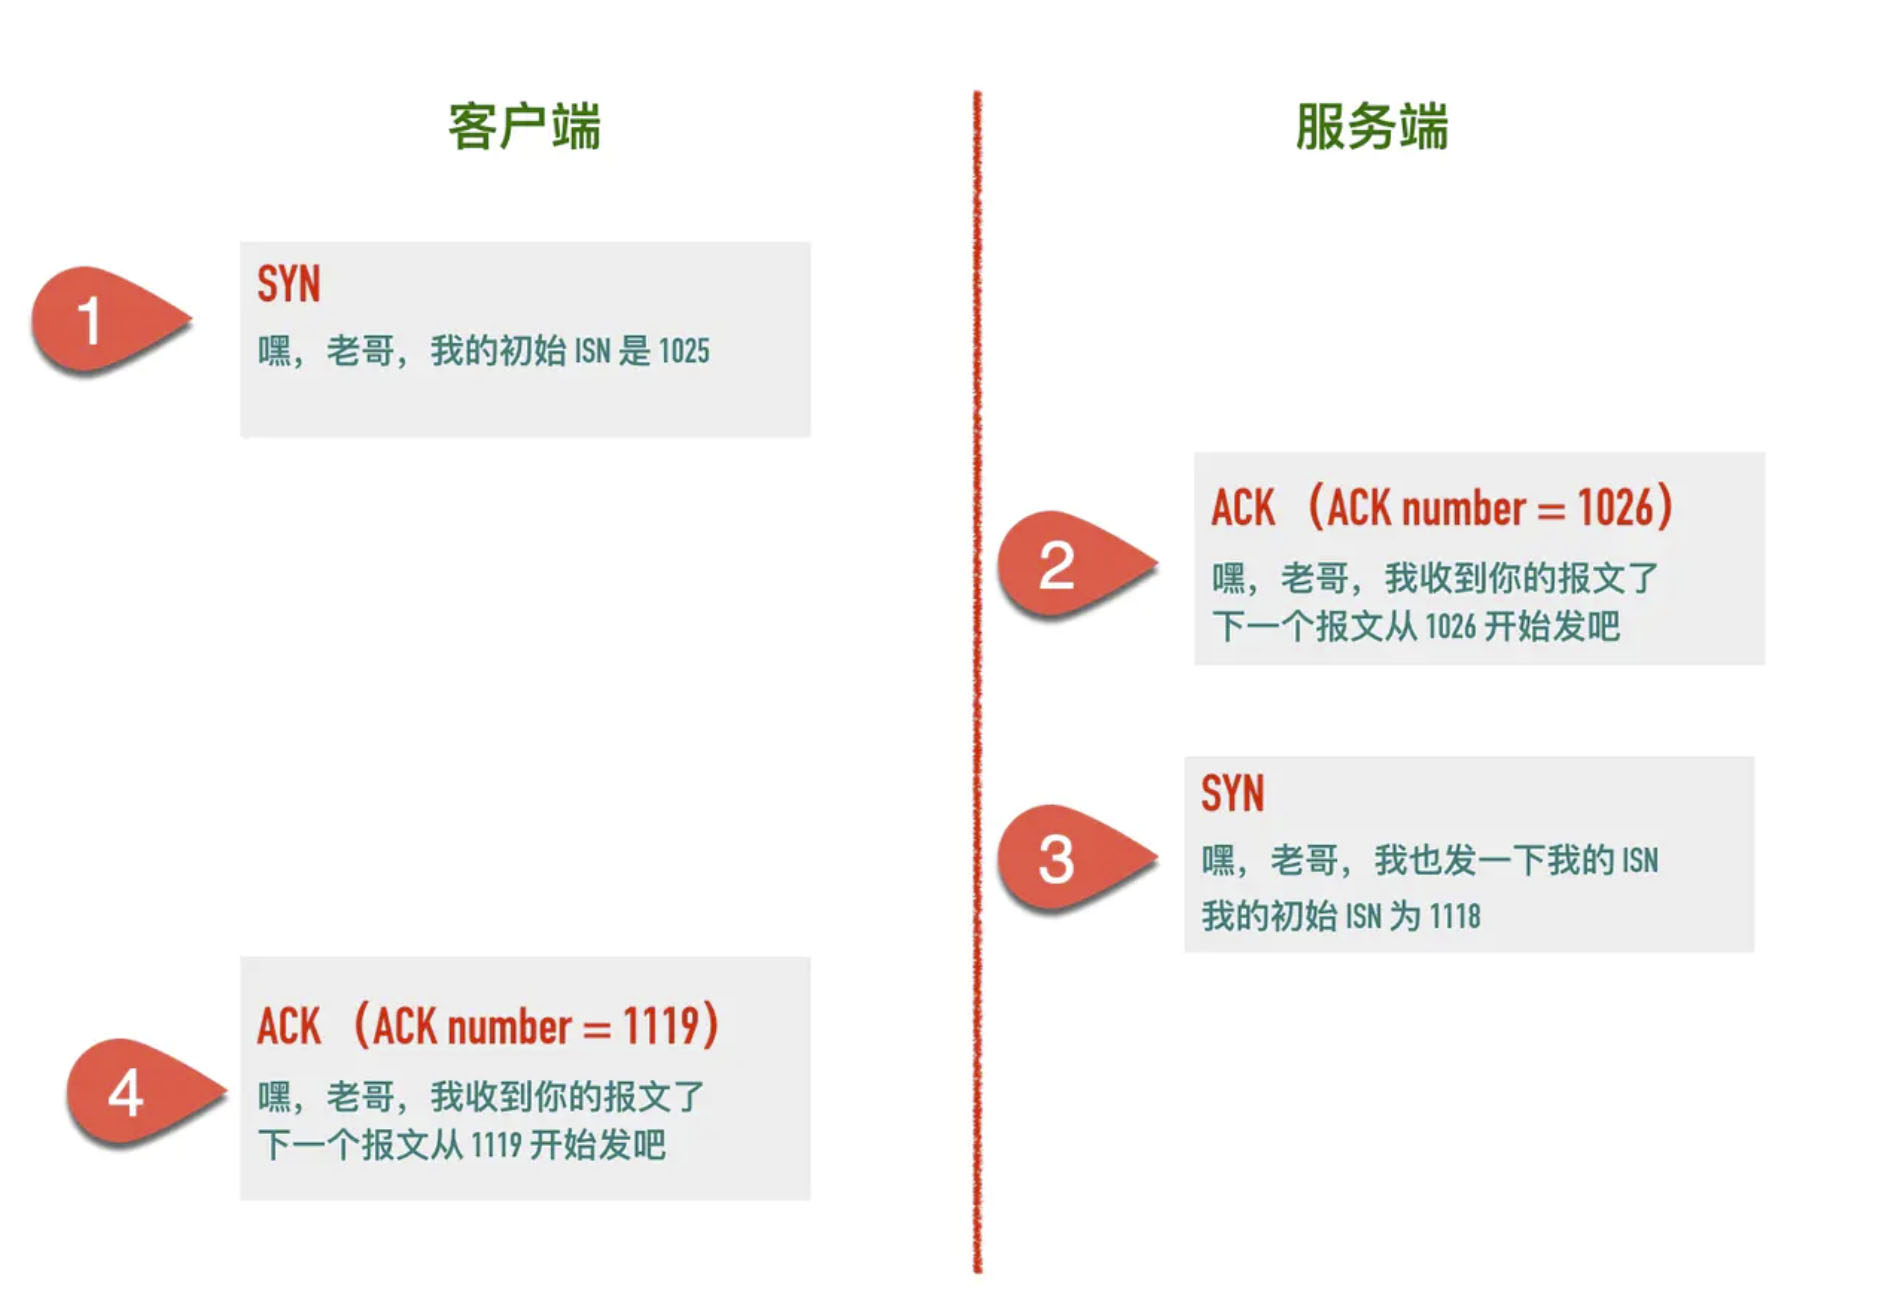 客户端
服务端
1
SYN
嘿，老哥，我的初始 ISN 是 1025
2
ACK （ACK number = 1026）
嘿，老哥，我收到你的报文了
下一个报文从 1026 开始发吧
3
SYN
嘿，老哥，我也发一下我的 ISN
我的初始 ISN 为 1118
4
ACK （ACK number = 1119）
嘿，老哥，我收到你的报文了
下一个报文从 1119 开始发吧